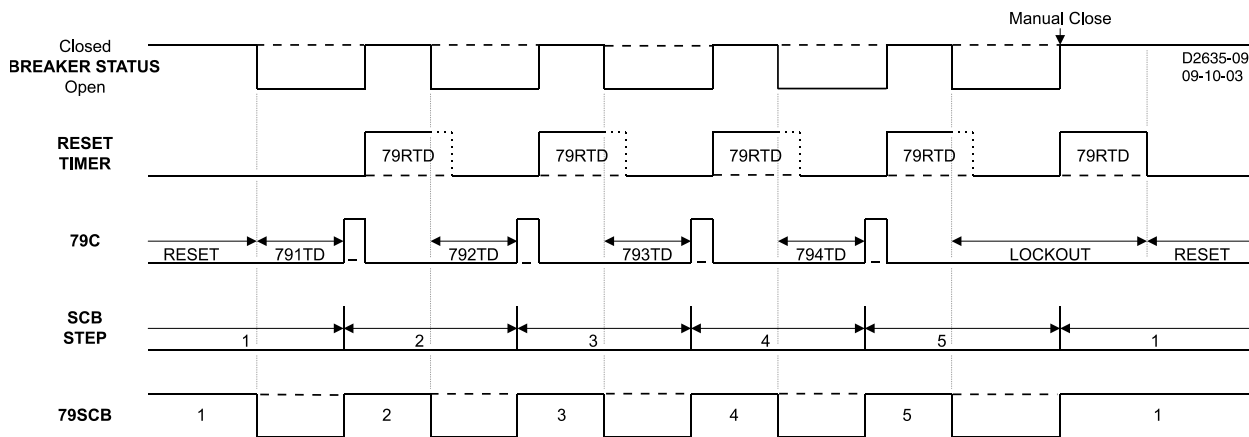 Manual Close
Closed
BREAKER STATUS
Open
D2635-09
09-10-03
RESET
TIMER
79RTD 79RTD 79RTD 79RTD 79RTD
79C
RESET 791TD 792TD 793TD 794TD LOCKOUT RESET
SCB
STEP
1 2 3 4 5 1
79SCB
1 2 3 4 5 1